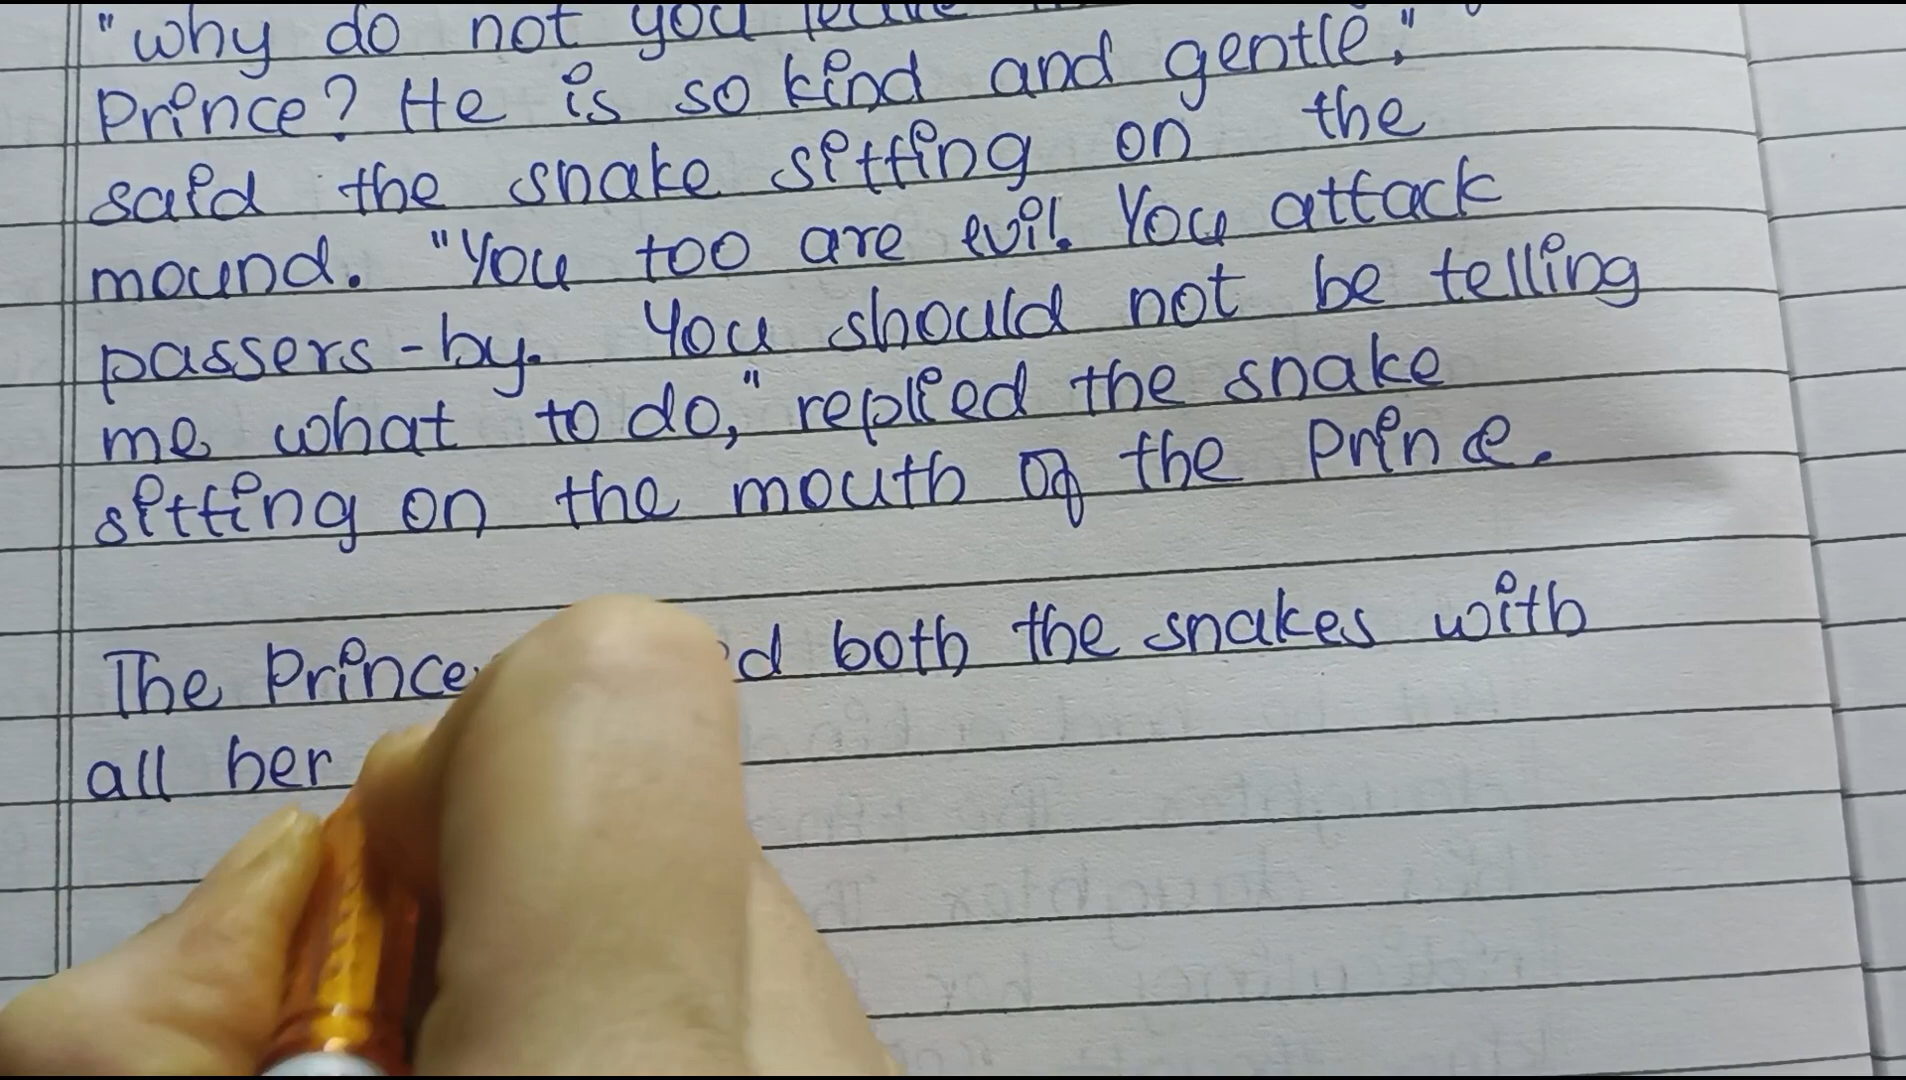 "why do not you leave
Prince? He is so kind and gentle."
said the snake sitting on the
mound. "You too are evil. You attack
passers-by. You should not be telling
me what to do," replied the snake
sitting on the mouth of the Prince.
The Prince both the snakes with
all her